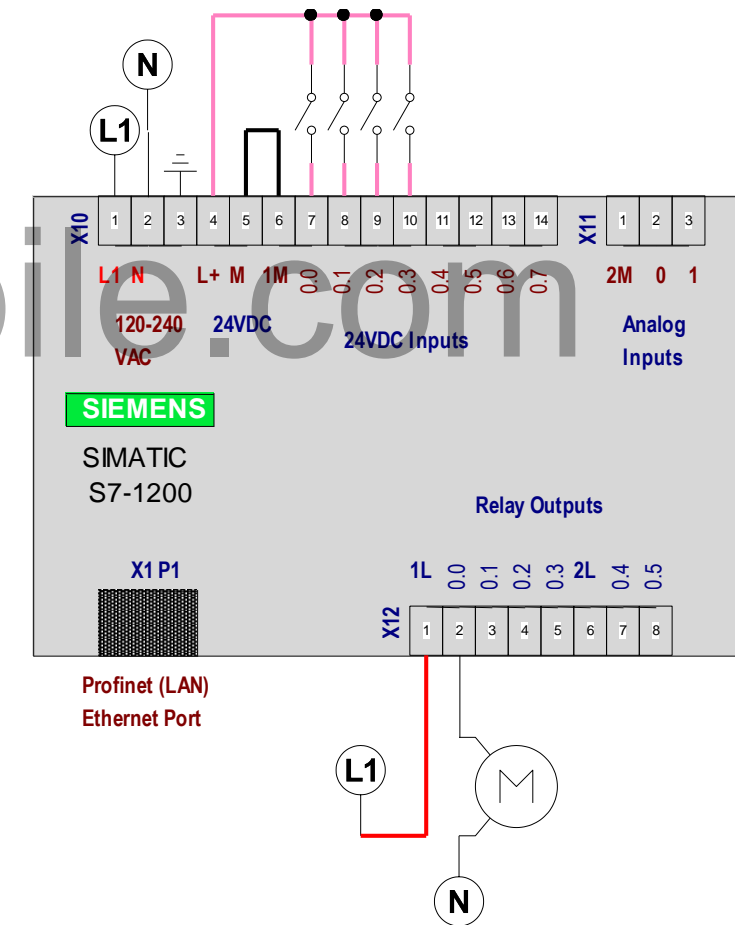 N
L1
X10
1 2 3 4 5 6 7 8 9 10 11 12 13 14
X11
1 2 3
L1 N L+ M 1M 0.0 0.1 0.2 0.3 0.4 0.5 0.6 0.7
2M 0 1
120-240
VAC
24VDC
24VDC Inputs
Analog
Inputs
ile.com
SIEMENS
SIMATIC
S7-1200
Relay Outputs
X1 P1
1L 0.0 0.1 0.2 0.3 2L 0.4 0.5
X12
1 2 3 4 5 6 7 8
Profinet (LAN)
Ethernet Port
L1
M
N